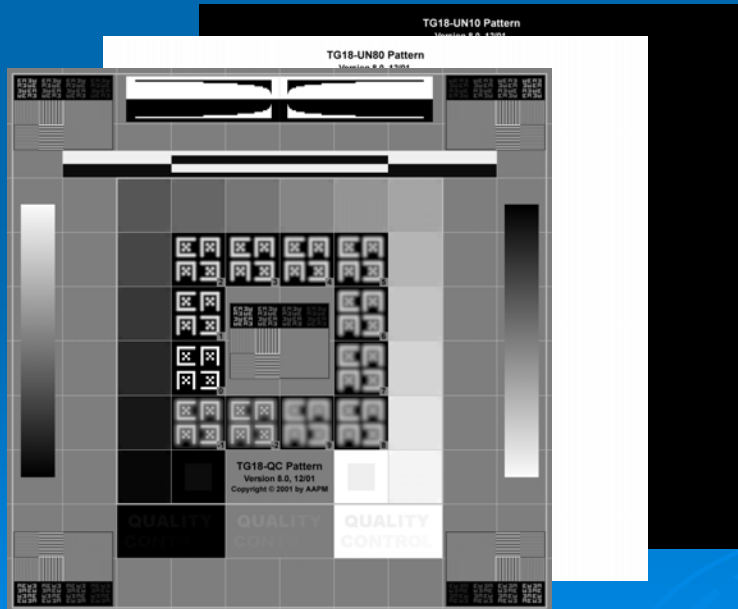 TG18-UN10 Pattern
TG18-UN80 Pattern
TG18-QC Pattern
Version 8.0, 12/01
Copyright © 2001 by AAPM
QUALITY QUALITY QUALITY
CONTROL